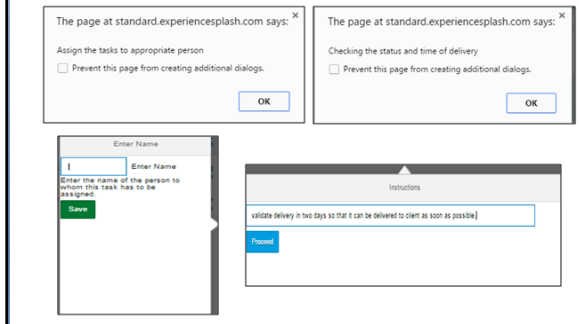 The page at standard.experiencesplash.com says: ×
Assign the tasks to appropriate person
Prevent this page from creating additional dialogs.
OK
The page at standard.experiencesplash.com says: ×
Checking the status and time of delivery
Prevent this page from creating additional dialogs.
OK
Enter Name
Enter Name
Enter the name of the person to
whom this task has to be
assigned.
Save
Instructions
validate delivery in two days so that it can be delivered to client as soon as possible.
Proceed